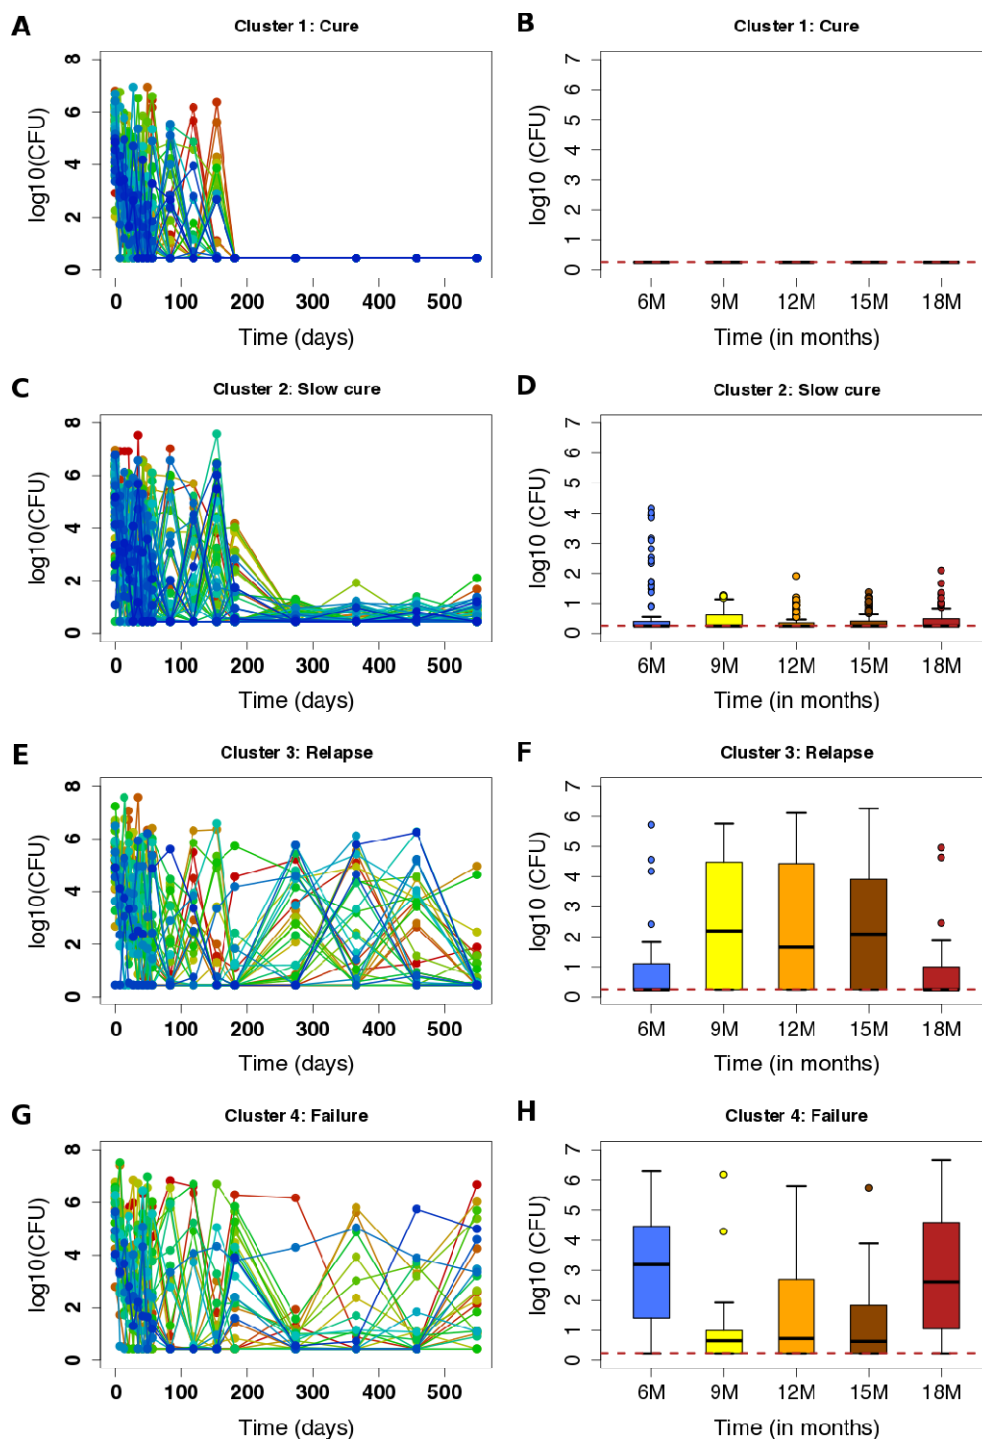 A
Cluster 1: Cure
log10(CFU)
8
6
4
2
0
0 100 200 300 400 500
Time (days)
B
Cluster 1: Cure
log10 (CFU)
7
6
5
4
3
2
1
0
6M 9M 12M 15M 18M
Time (in months)
C
Cluster 2: Slow cure
log10(CFU)
8
6
4
2
0
0 100 200 300 400 500
Time (days)
D
Cluster 2: Slow cure
log10 (CFU)
7
6
5
4
3
2
1
0
6M 9M 12M 15M 18M
Time (in months)
E
Cluster 3: Relapse
log10(CFU)
8
6
4
2
0
0 100 200 300 400 500
Time (days)
F
Cluster 3: Relapse
log10 (CFU)
7
6
5
4
3
2
1
0
6M 9M 12M 15M 18M
Time (in months)
G
Cluster 4: Failure
log10(CFU)
8
6
4
2
0
0 100 200 300 400 500
Time (days)
H
Cluster 4: Failure
log10 (CFU)
7
6
5
4
3
2
1
0
6M 9M 12M 15M 18M
Time (in months)